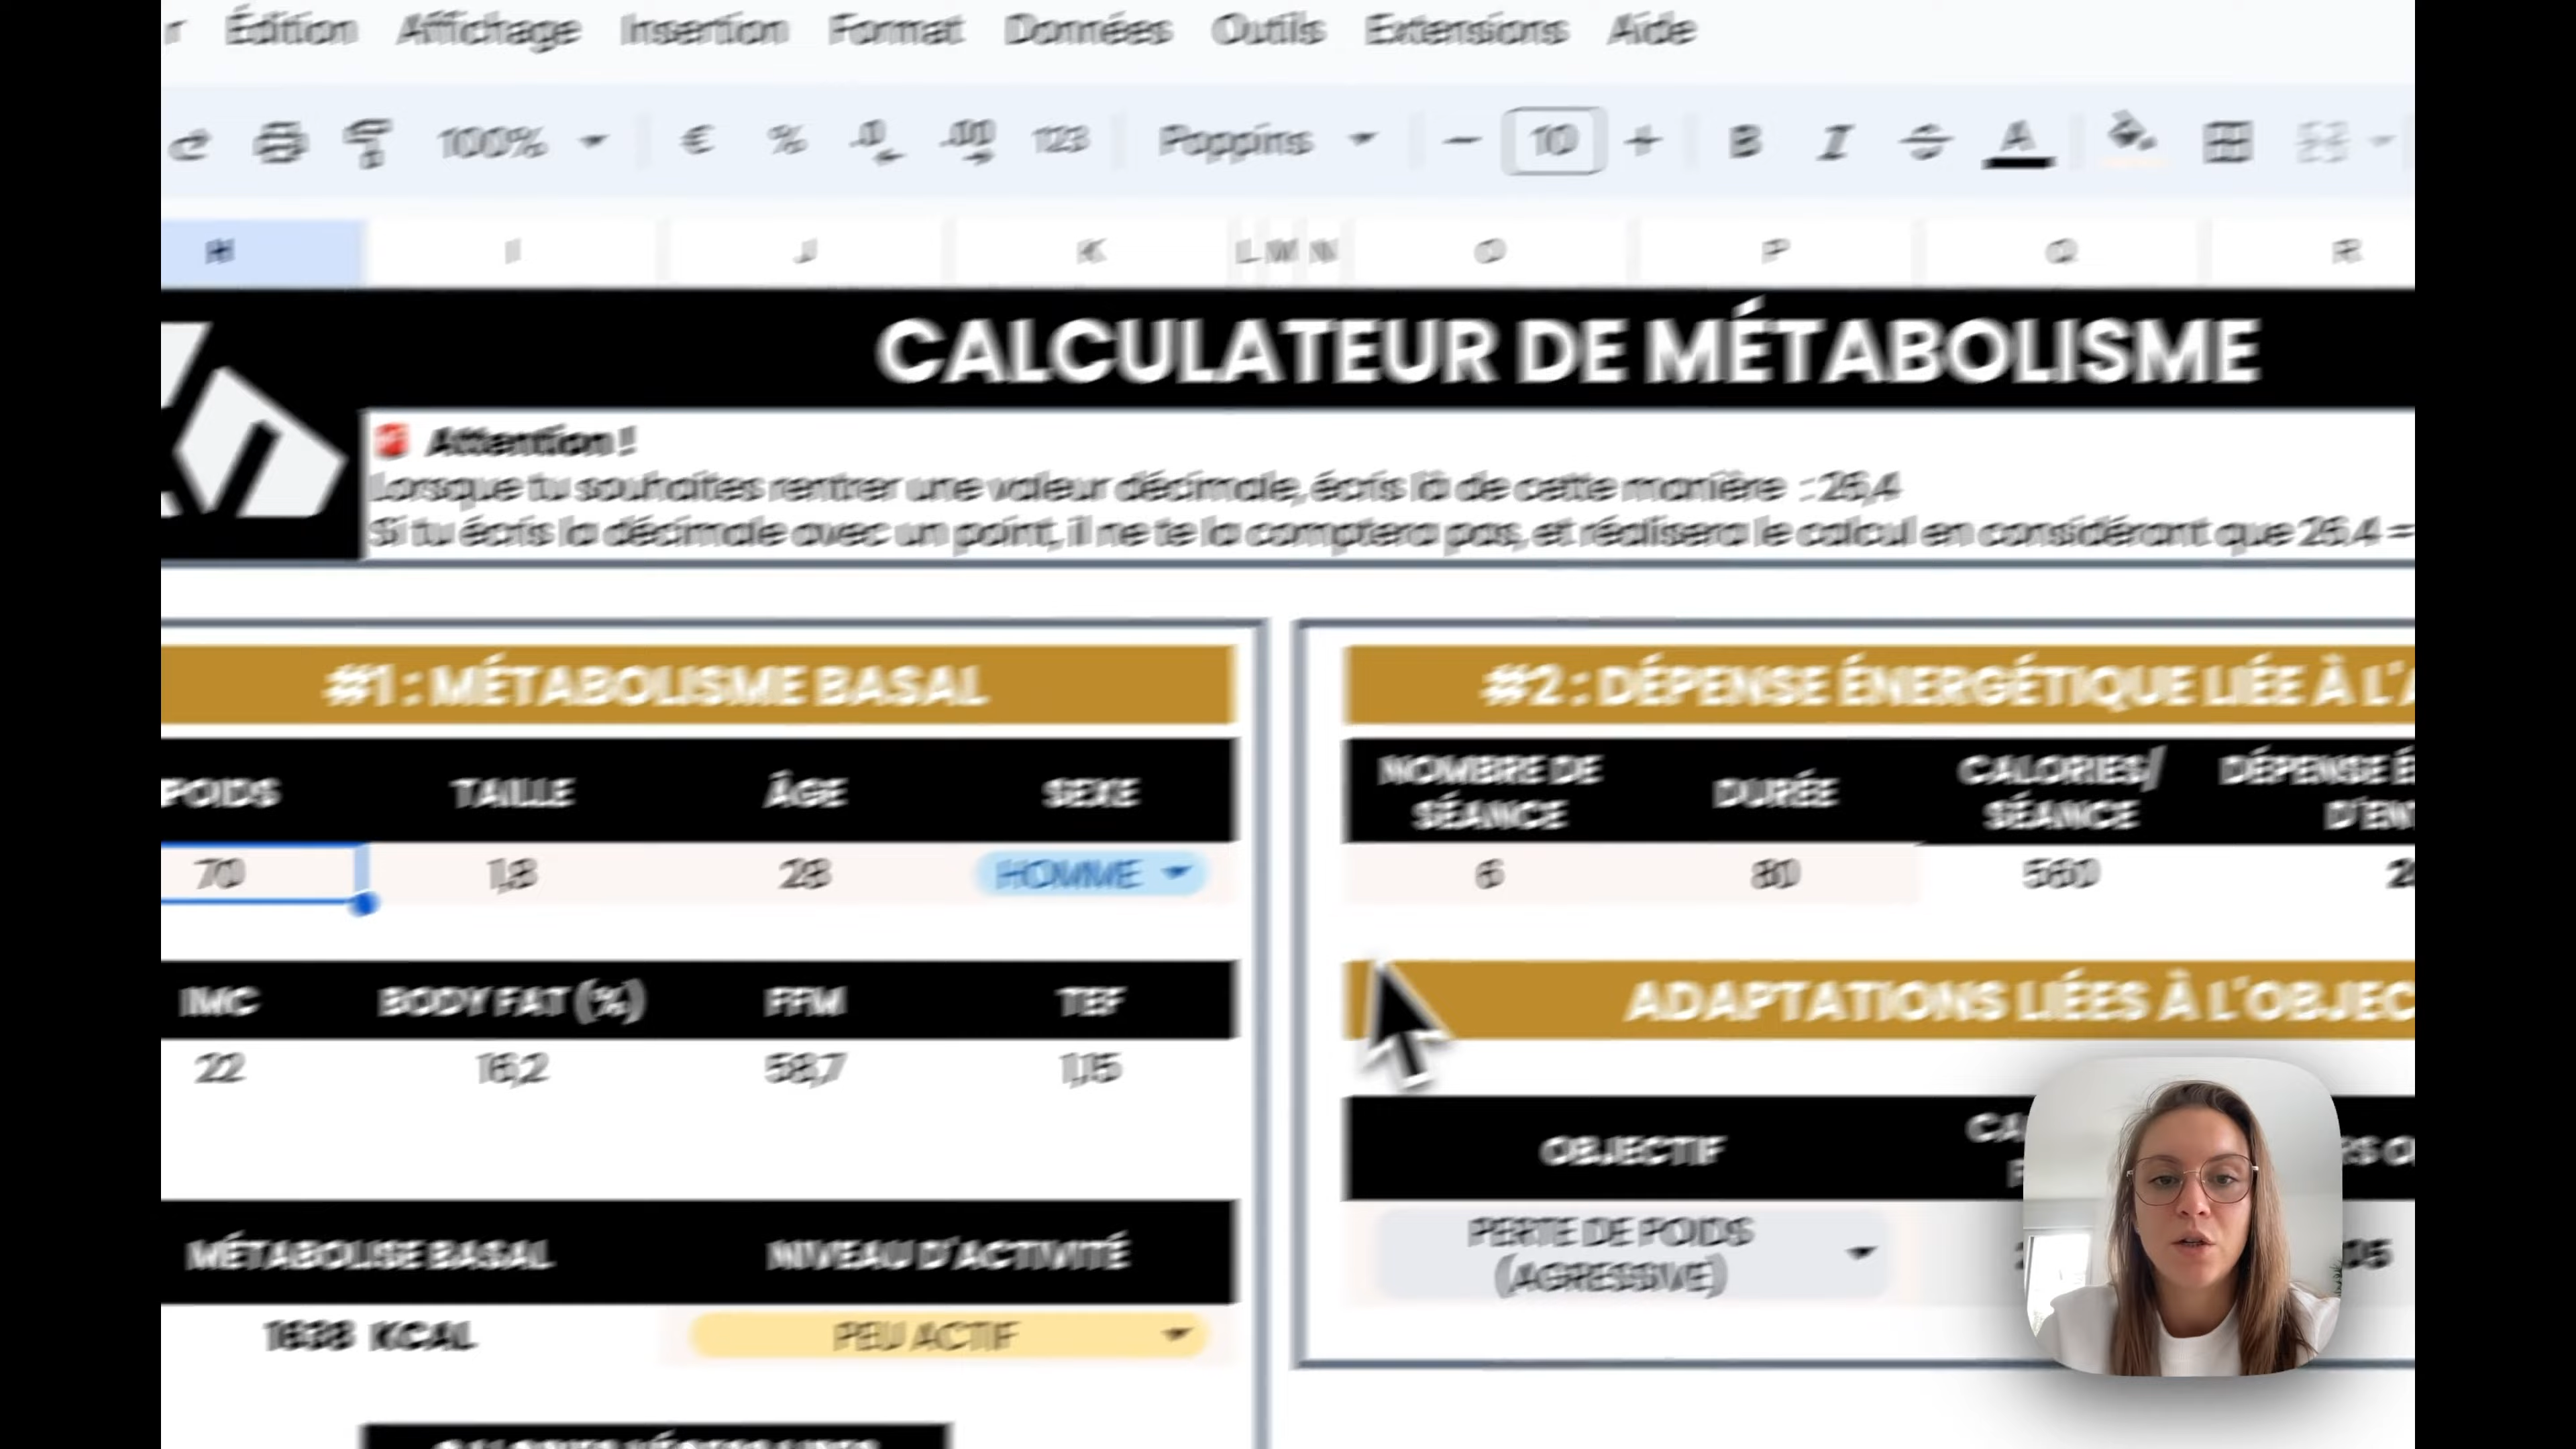 Édition Affichage Insertion Format Données Outils Extensions Aide
100% € % .0 .00 123 Poppins − 10 + B I A
H I J K L M N O P Q R
CALCULATEUR DE MÉTABOLISME
Attention !
Lorsque tu souhaites rentrer une valeur décimale, écris là de cette manière : 26,4
Si tu écris la décimale avec un point, il ne te la comptera pas, et réalisera le calcul en considérant que 26.4 =
#1 : MÉTABOLISME BASAL
POIDS TAILLE ÂGE SEXE
70 1,8 28 HOMME
IMC BODY FAT (%) FFM TEF
22 16,2 58,7 1,15
MÉTABOLISE BASAL NIVEAU D'ACTIVITÉ
1638 KCAL PEU ACTIF
#2 : DÉPENSE ÉNERGÉTIQUE LIÉE À L'A
NOMBRE DE SÉANCE DURÉE CALORIES/ SÉANCE DÉPENSE É
D'EN
6 80 560
ADAPTATIONS LIÉES À L'OBJEC
OBJECTIF
PERTE DE POIDS
(AGRESSIVE)